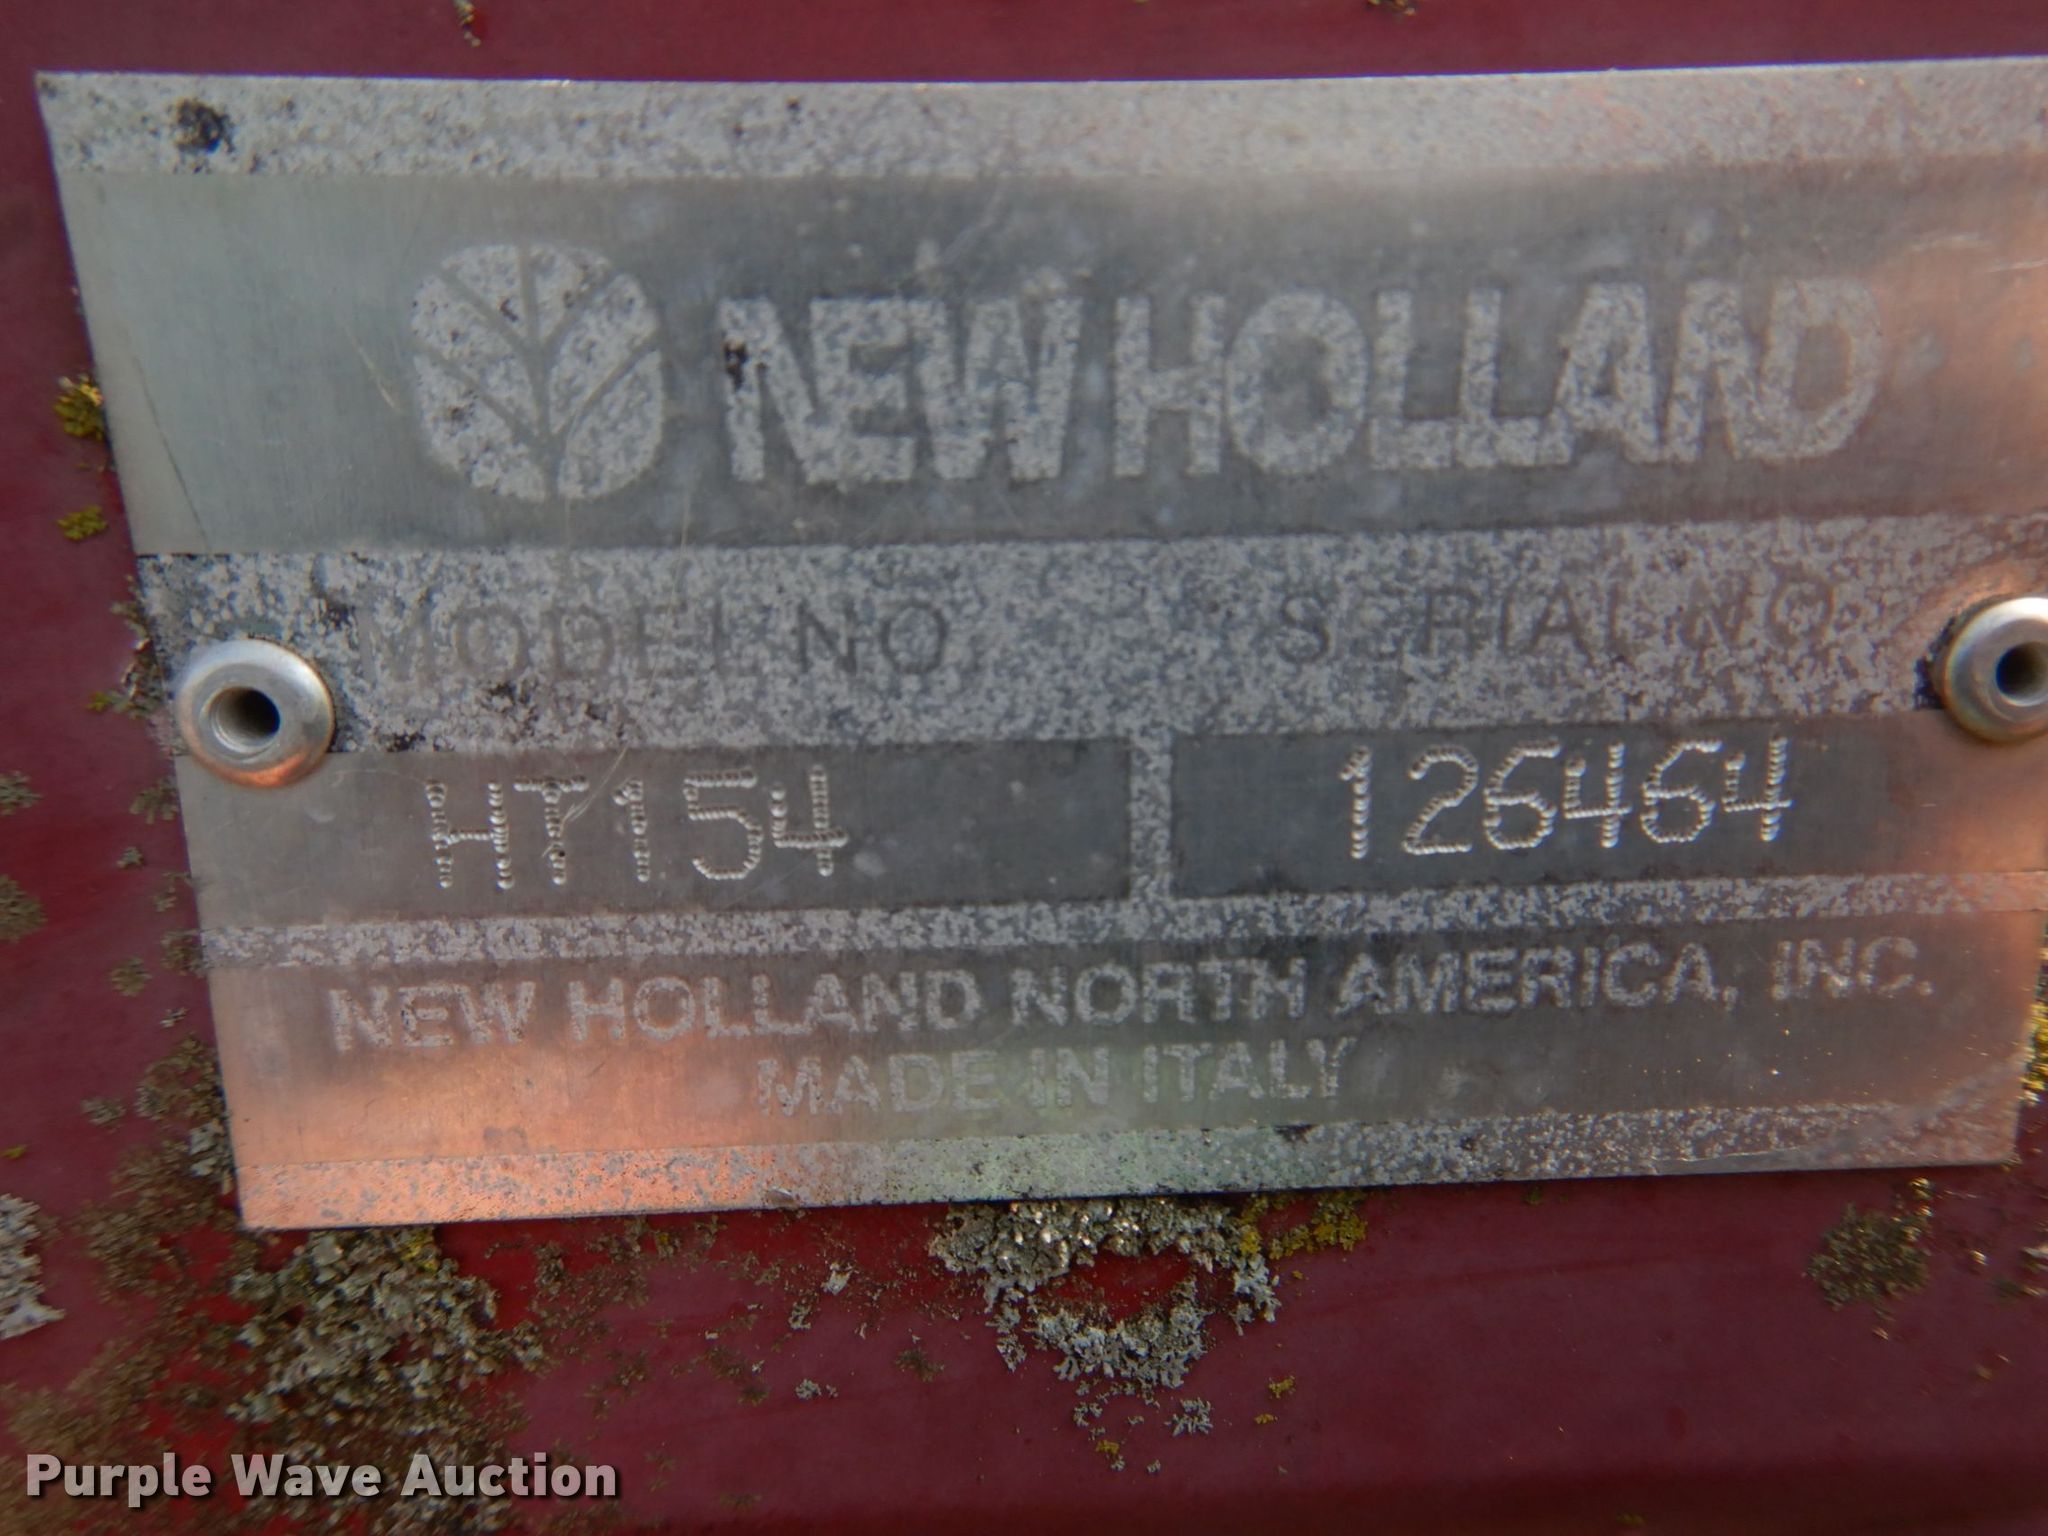 NEW HOLLAND
MODEL NO. SERIAL NO.
HT154 126464
NEW HOLLAND NORTH AMERICA, INC.
MADE IN ITALY
Purple Wave Auction